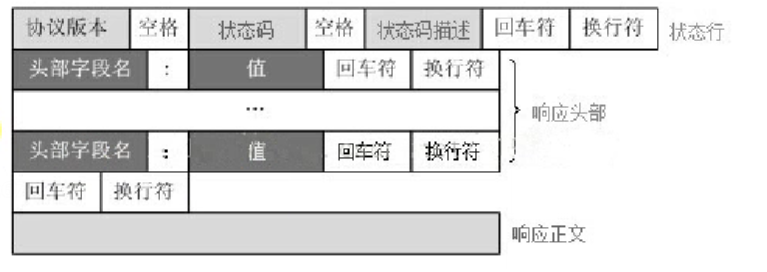 协议版本 空格 状态码 空格 状态码描述 回车符 换行符 状态行
头部字段名 : 值 回车符 换行符
... 响应头部
头部字段名 : 值 回车符 换行符
回车符 换行符
响应正文